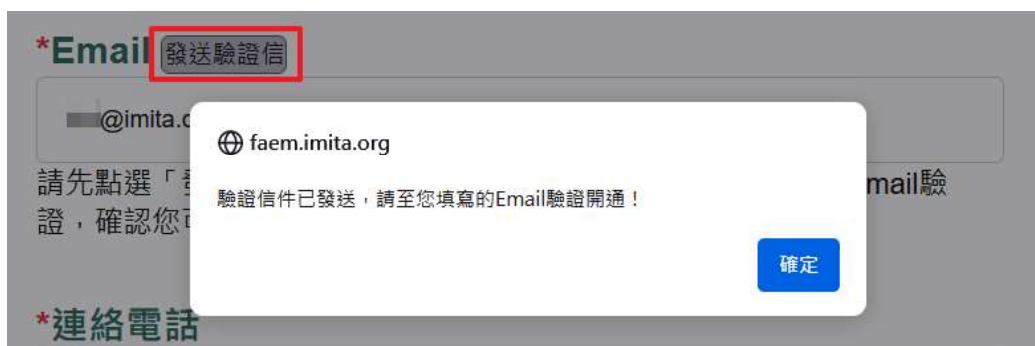 *Email 發送驗證信
@imita.
faem.imita.org
驗證信件已發送，請至您填寫的Email驗證開通！
請先點選「
mail驗
證，確認您
確定
*連絡電話